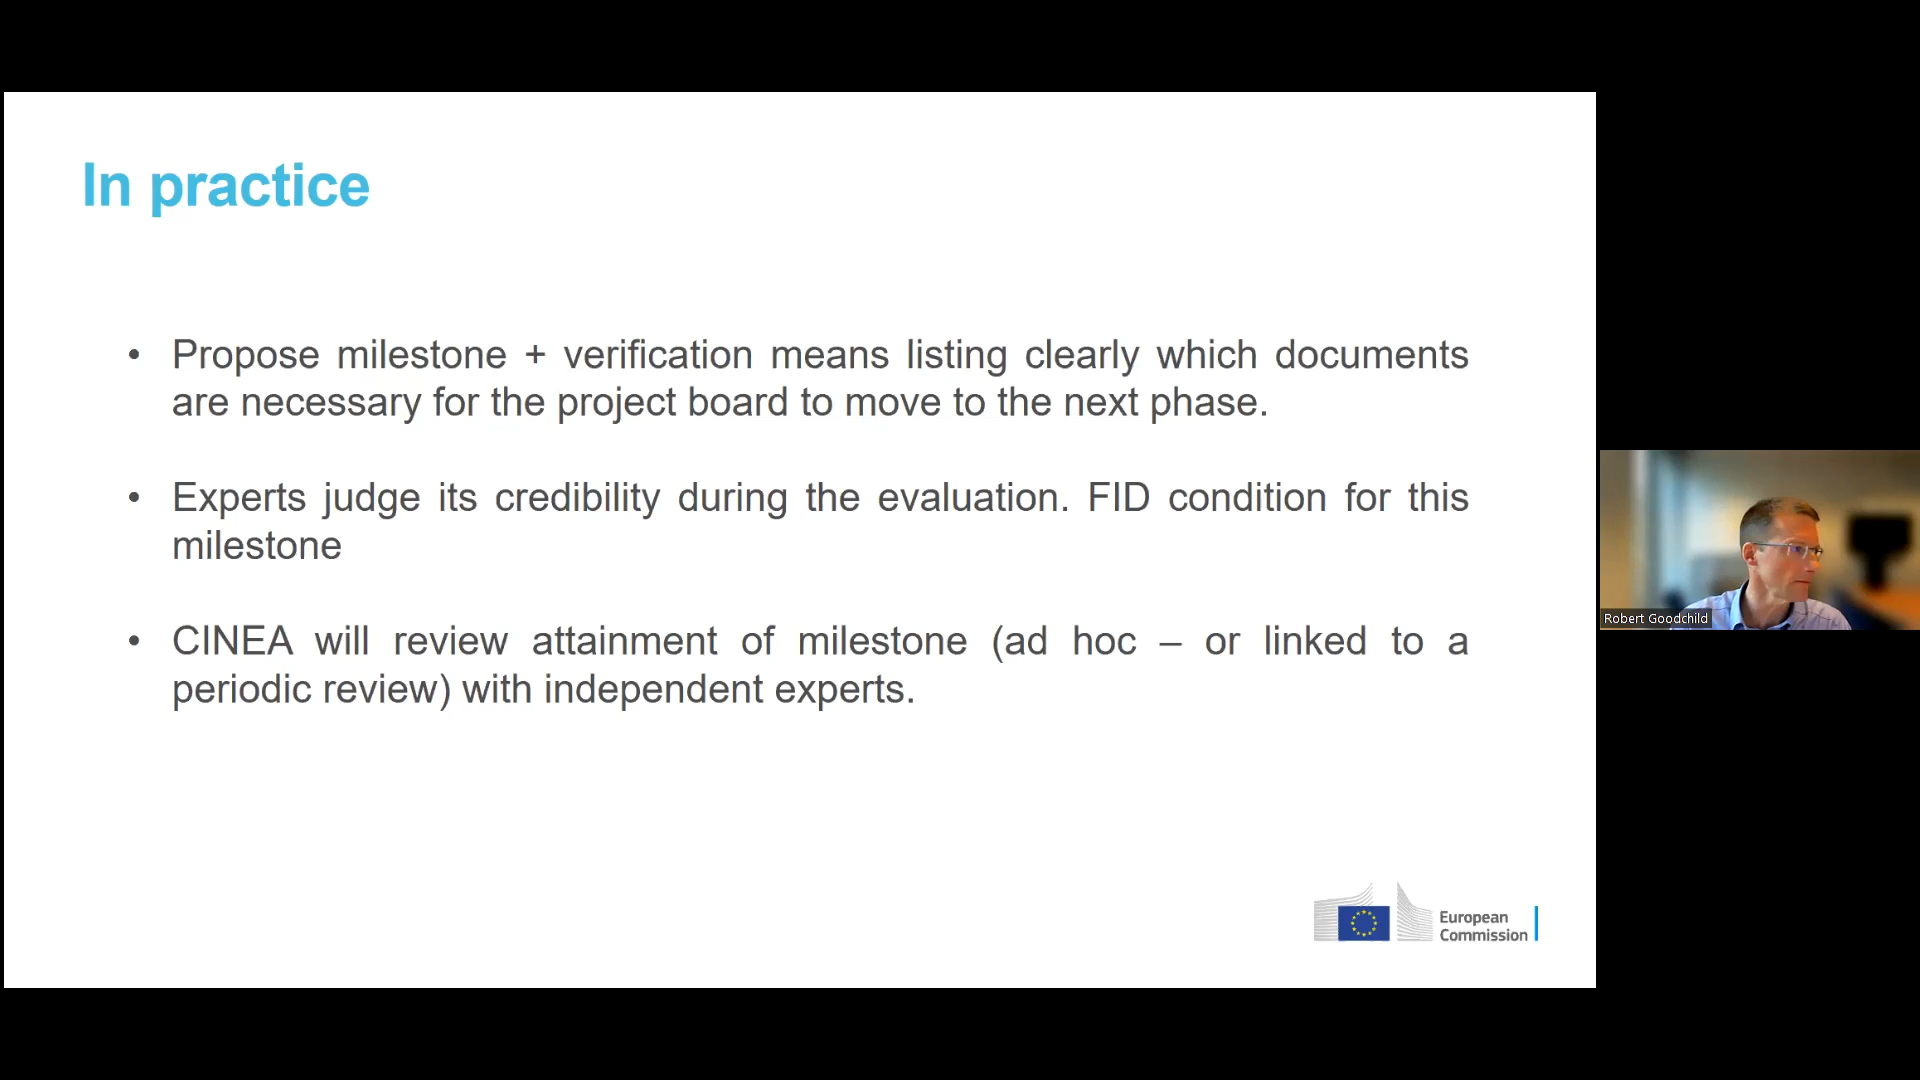 In practice
• Propose milestone + verification means listing clearly which documents
are necessary for the project board to move to the next phase.
• Experts judge its credibility during the evaluation. FID condition for this
milestone
• CINEA will review attainment of milestone (ad hoc – or linked to a
periodic review) with independent experts.
Robert Goodchild
European
Commission